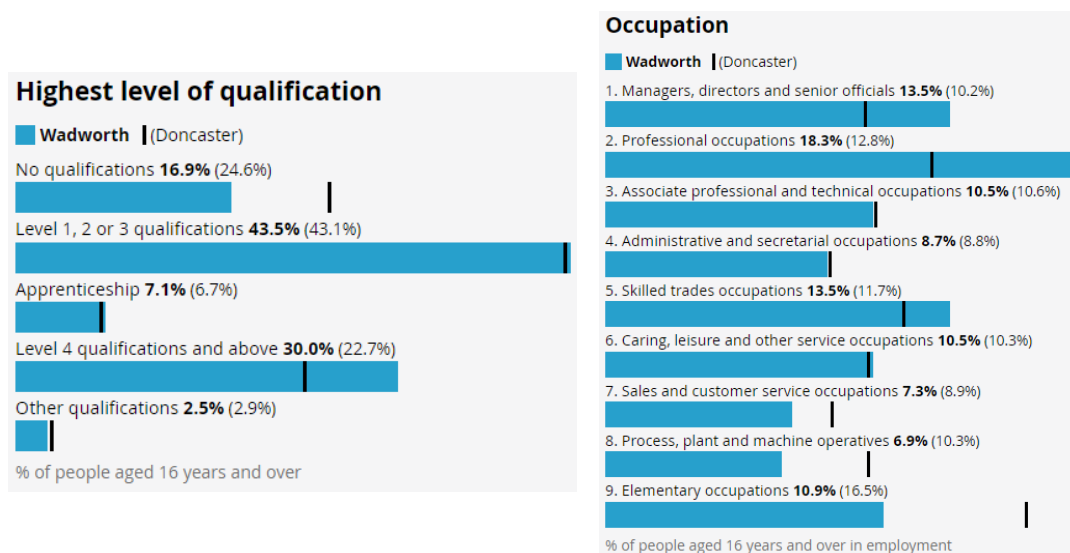 Highest level of qualification
Wadworth (Doncaster)
No qualifications 16.9% (24.6%)
Level 1, 2 or 3 qualifications 43.5% (43.1%)
Apprenticeship 7.1% (6.7%)
Level 4 qualifications and above 30.0% (22.7%)
Other qualifications 2.5% (2.9%)
% of people aged 16 years and over
Occupation
Wadworth (Doncaster)
1. Managers, directors and senior officials 13.5% (10.2%)
2. Professional occupations 18.3% (12.8%)
3. Associate professional and technical occupations 10.5% (10.6%)
4. Administrative and secretarial occupations 8.7% (8.8%)
5. Skilled trades occupations 13.5% (11.7%)
6. Caring, leisure and other service occupations 10.5% (10.3%)
7. Sales and customer service occupations 7.3% (8.9%)
8. Process, plant and machine operatives 6.9% (10.3%)
9. Elementary occupations 10.9% (16.5%)
% of people aged 16 years and over in employment